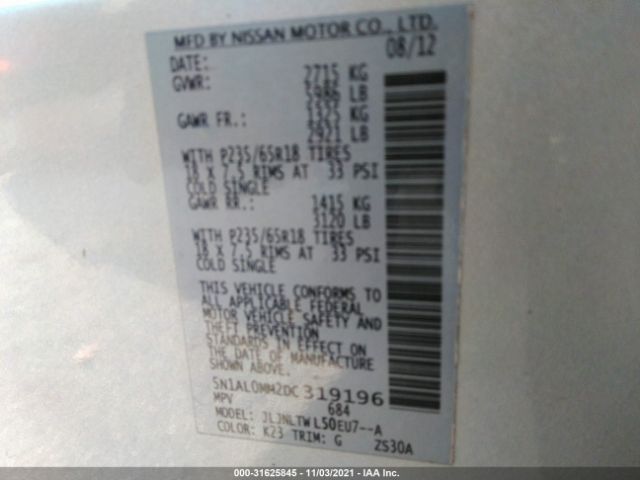 MFD BY NISSAN MOTOR CO., LTD.
DATE: 08/12
GVWR: 2715 KG
5986 LB
GAWR FR.: 1325 KG
2921 LB
WITH P235/65R18 TIRES
18 X 7.5 RIMS AT 33 PSI
COLD SINGLE
GAWR RR.: 1415 KG
3120 LB
WITH P235/65R18 TIRES
18 X 7.5 RIMS AT 33 PSI
COLD SINGLE
THIS VEHICLE CONFORMS TO
ALL APPLICABLE FEDERAL
MOTOR VEHICLE SAFETY AND
THEFT PREVENTION
STANDARDS IN EFFECT ON
THE DATE OF MANUFACTURE
SHOWN ABOVE.
5N1AL0MM2DC319196
MPV 684
MODEL: JLJNLTWL50EU7--A
COLOR: K23 TRIM: G ZS30A
000-31625845 - 11/03/2021 - IAA Inc.